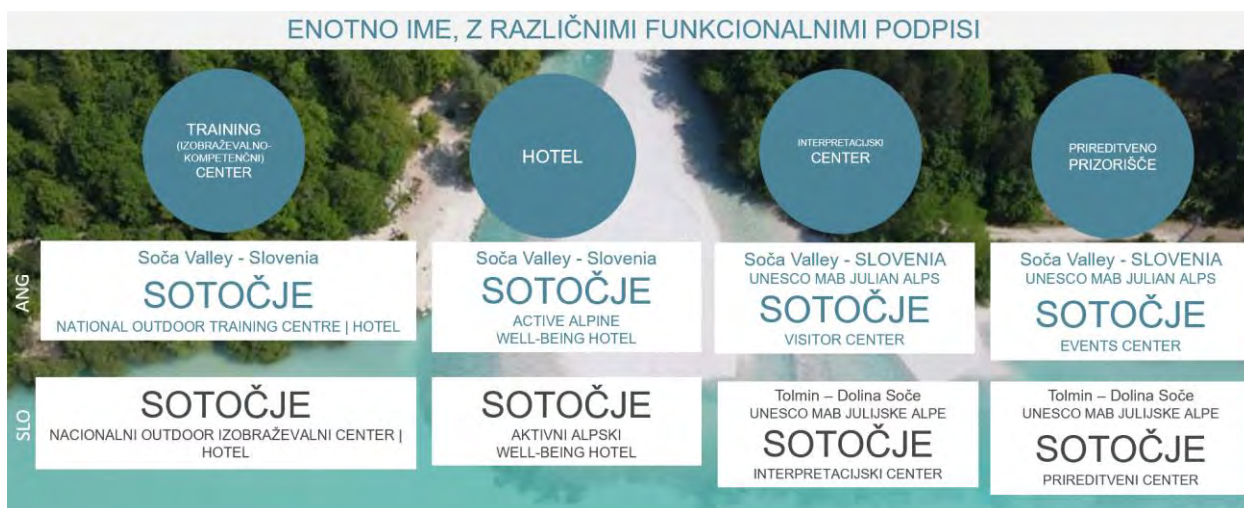 ENOTNO IME, Z RAZLIČNIMI FUNKCIONALNIMI PODPISI
TRAINING
(IZOBRAŽEVALNO-
KOMPETENČNI)
CENTER
HOTEL
INTERPRETACIJSKI
CENTER
PRIREDITVENO
PRIZORIŠČE
ANG
Soča Valley - Slovenia
SOTOČJE
NATIONAL OUTDOOR TRAINING CENTRE | HOTEL
Soča Valley - Slovenia
SOTOČJE
ACTIVE ALPINE
WELL-BEING HOTEL
Soča Valley - SLOVENIA
UNESCO MAB JULIAN ALPS
SOTOČJE
VISITOR CENTER
Soča Valley - SLOVENIA
UNESCO MAB JULIAN ALPS
SOTOČJE
EVENTS CENTER
SLO
SOTOČJE
NACIONALNI OUTDOOR IZOBRAŽEVALNI CENTER |
HOTEL
SOTOČJE
AKTIVNI ALPSKI
WELL-BEING HOTEL
Tolmin – Dolina Soče
UNESCO MAB JULIJSKE ALPE
SOTOČJE
INTERPRETACIJSKI CENTER
Tolmin – Dolina Soče
UNESCO MAB JULIJSKE ALPE
SOTOČJE
PRIREDITVENI CENTER